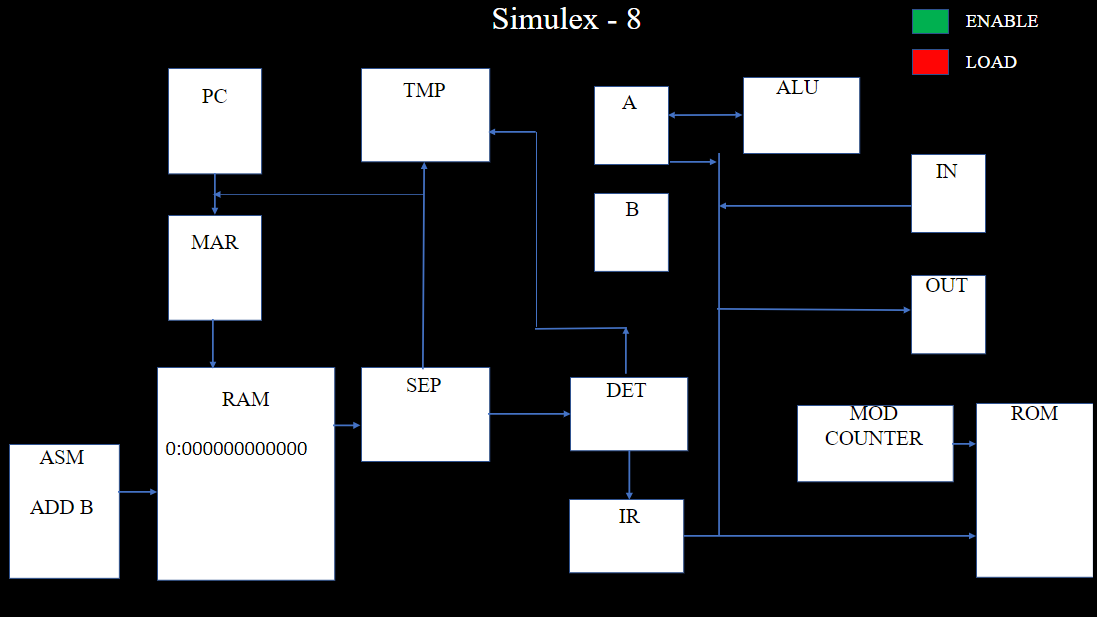 Simulex - 8
ENABLE
LOAD
PC
TMP
A
ALU
IN
B
MAR
OUT
SEP
DET
RAM
0:000000000000
MOD
COUNTER
ROM
ASM
ADD B
IR